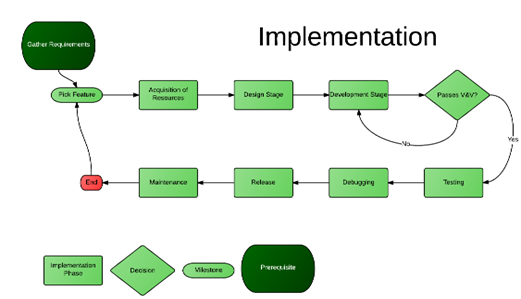 Implementation
Gather Requirements
Pick Feature
Acquisition of
Resources
Design Stage
Development Stage
Passes V&V?
No
Yes
End
Maintenance
Release
Debugging
Testing
Implementation
Phase
Decision
Milestone
Prerequisite